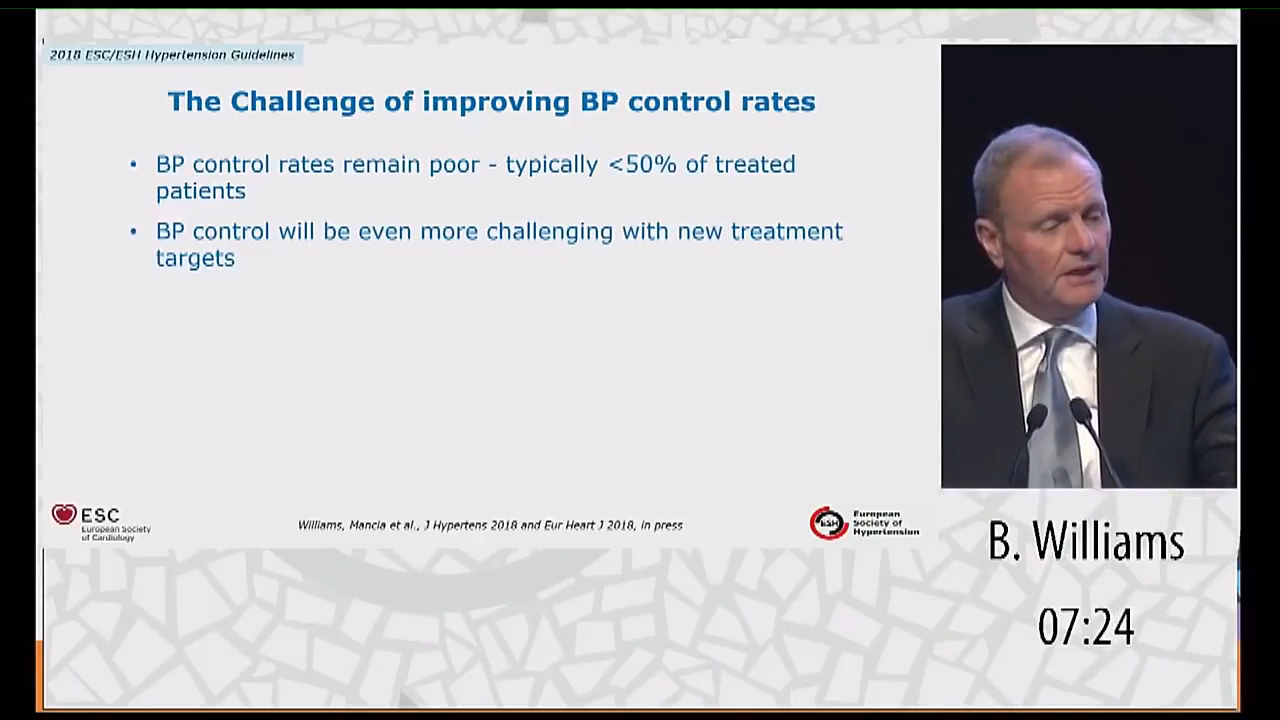 2018 ESC/ESH Hypertension Guidelines
The Challenge of improving BP control rates
• BP control rates remain poor - typically <50% of treated
patients
• BP control will be even more challenging with new treatment
targets
ESC
European Society
of Cardiology
Williams, Mancia et al., J Hypertens 2018 and Eur Heart J 2018, in press
ESH
European
Society of
Hypertension
B. Williams
07:24